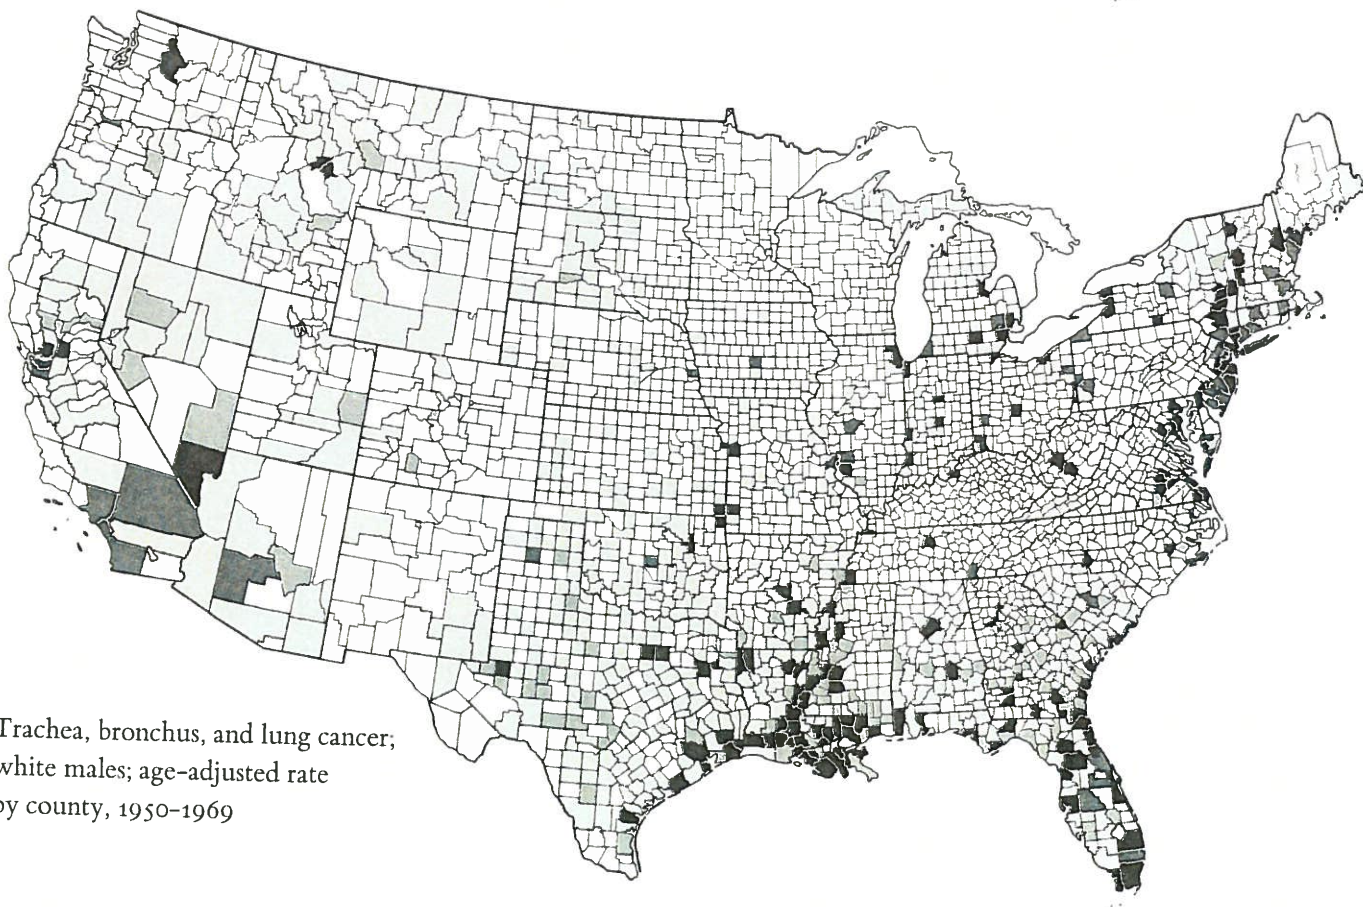 Trachea, bronchus, and lung cancer;
white males; age-adjusted rate
by county, 1950–1969